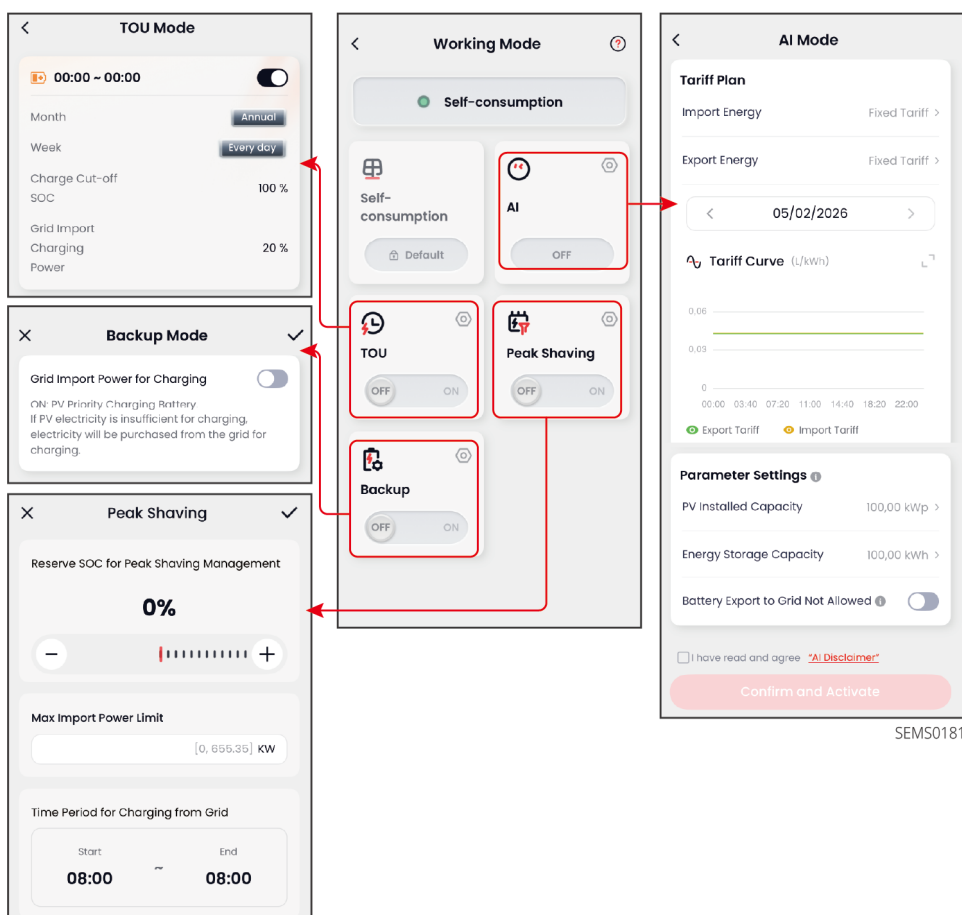 TOU Mode
00:00 ~ 00:00
Month
Annual
Week
Every day
Charge Cut-off
SOC
100 %
Grid Import
Charging
Power
20 %
Backup Mode
Grid Import Power for Charging
ON: PV Priority Charging Battery
If PV electricity is insufficient for charging,
electricity will be purchased from the grid for
charging.
Peak Shaving
Reserve SOC for Peak Shaving Management
0%
Max Import Power Limit
[0, 655.35] KW
Time Period for Charging from Grid
Start
End
08:00
~
08:00
Working Mode
Self-consumption
Self-
consumption
Default
AI
OFF
TOU
OFF
ON
Peak Shaving
OFF
ON
Backup
OFF
ON
AI Mode
Tariff Plan
Import Energy
Fixed Tariff >
Export Energy
Fixed Tariff >
< 05/02/2026 >
Tariff Curve (L/kWh)
0,06
0,03
0
00:00 03:40 07:20 11:00 14:40 18:20 22:00
Export Tariff
Import Tariff
Parameter Settings
PV Installed Capacity
100,00 kWp >
Energy Storage Capacity
100,00 kWh >
Battery Export to Grid Not Allowed
I have read and agree "AI Disclaimer"
Confirm and Activate
SEMS0181